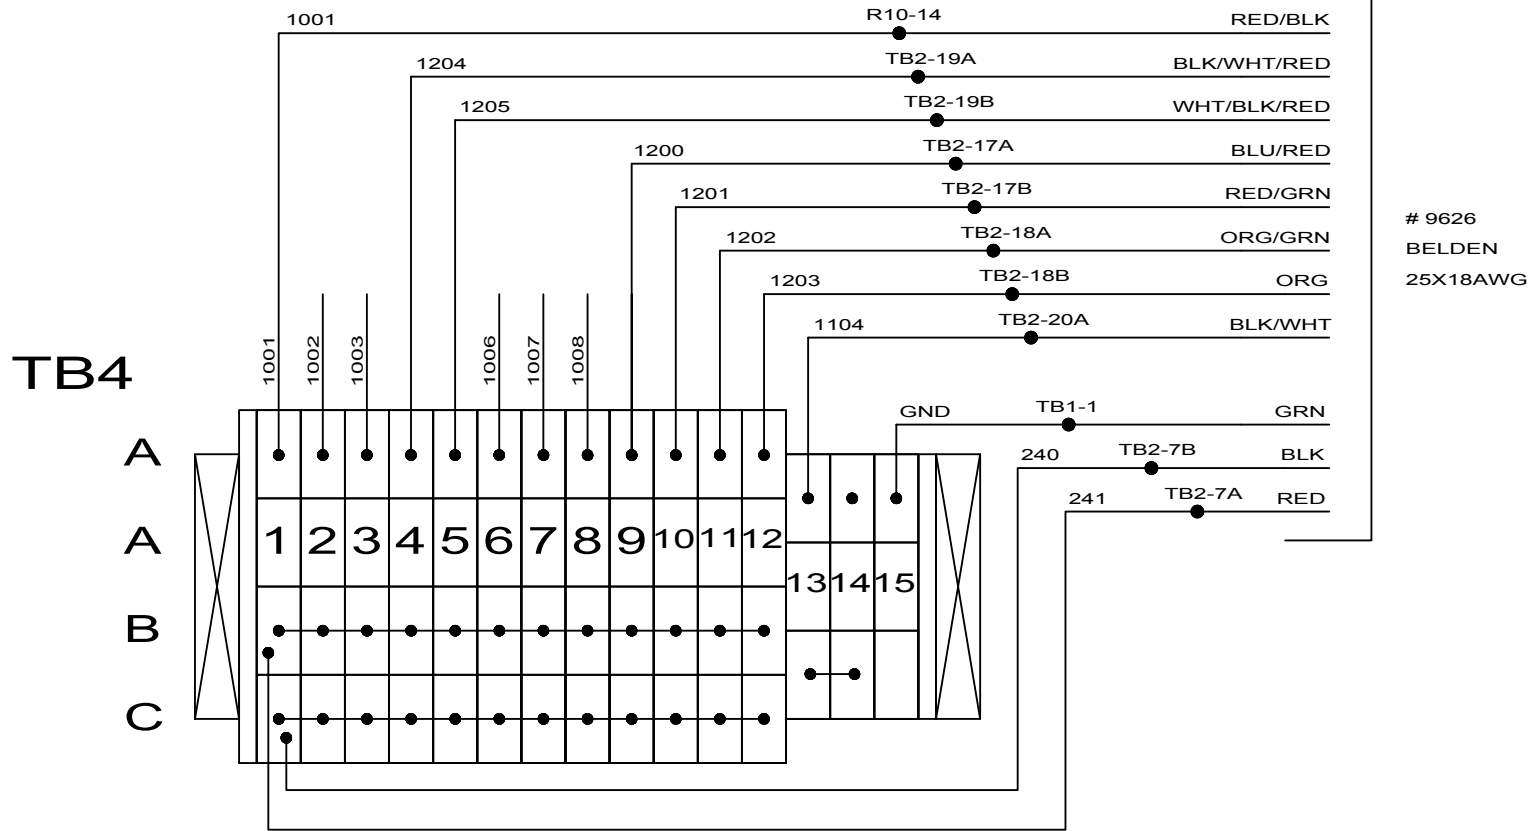 1001 R10-14 RED/BLK
1204 TB2-19A BLK/WHT/RED
1205 TB2-19B WHT/BLK/RED
1200 TB2-17A BLU/RED
1201 TB2-17B RED/GRN
1202 TB2-18A ORG/GRN
1203 TB2-18B ORG
1104 TB2-20A BLK/WHT
# 9626
BELDEN
25X18AWG
1001 1002 1003 1006 1007 1008
TB4
GND TB1-1 GRN
240 TB2-7B BLK
241 TB2-7A RED
A
A 1 2 3 4 5 6 7 8 9 10 11 12
13 14 15
B
C